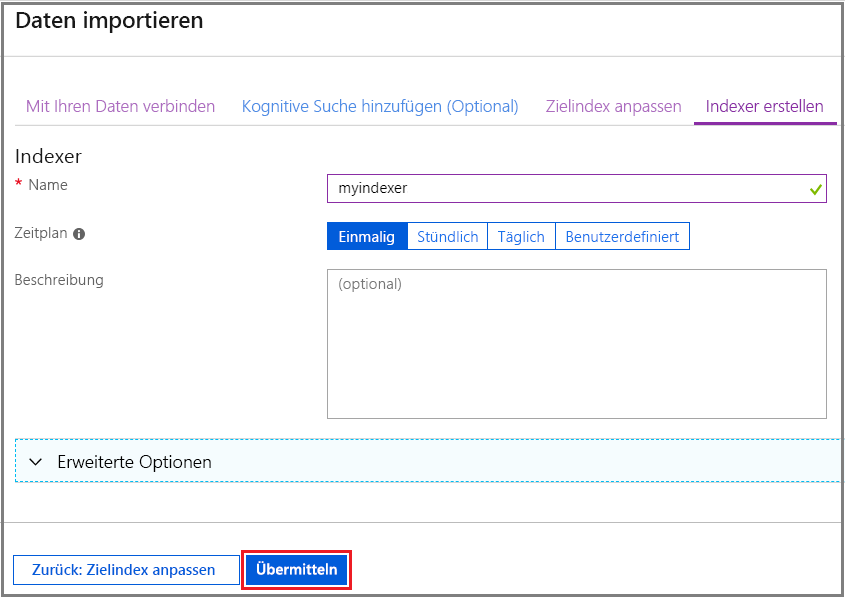 Daten importieren
Mit Ihren Daten verbinden Kognitive Suche hinzufügen (Optional) Zielindex anpassen Indexer erstellen
Indexer
* Name myindexer
Zeitplan Einmalig Stündlich Täglich Benutzerdefiniert
Beschreibung (optional)
Erweiterte Optionen
Zurück: Zielindex anpassen Übermitteln